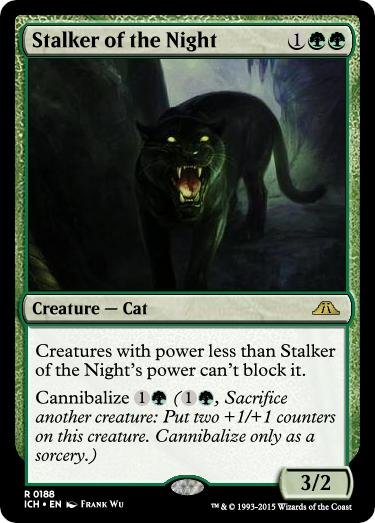 Stalker of the Night 1
Creature — Cat
Creatures with power less than Stalker
of the Night's power can't block it.
Cannibalize 1 (1, Sacrifice
another creature: Put two +1/+1 counters
on this creature. Cannibalize only as a
sorcery.)
3/2
R 0188
ICH • EN Frank Wu
™ & © 1993-2015 Wizards of the Coast